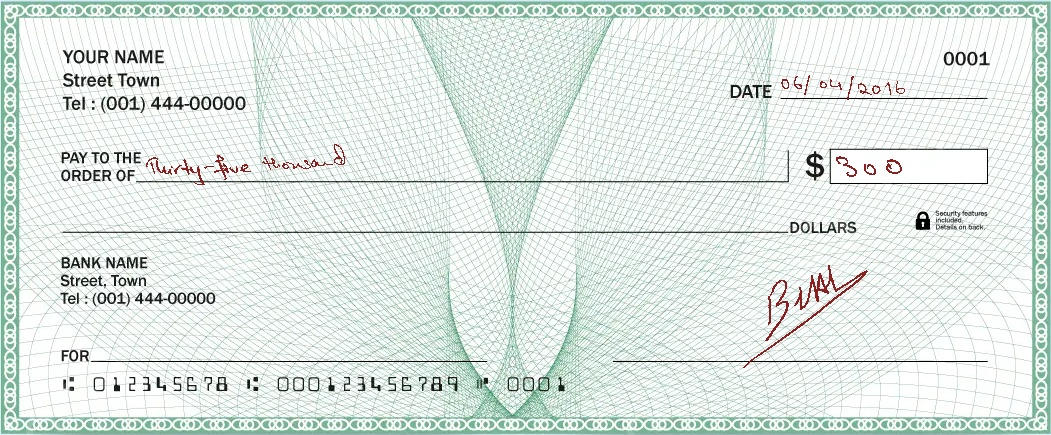 YOUR NAME
Street Town
Tel : (001) 444-00000
0001
DATE 06/04/2016
PAY TO THE
ORDER OF Thirty-five thousand
$ 300
DOLLARS
Security features
included.
Details on back.
BANK NAME
Street, Town
Tel : (001) 444-00000
FOR
⑆ 012345678 ⑆ 000123456789 ⑈ 0001